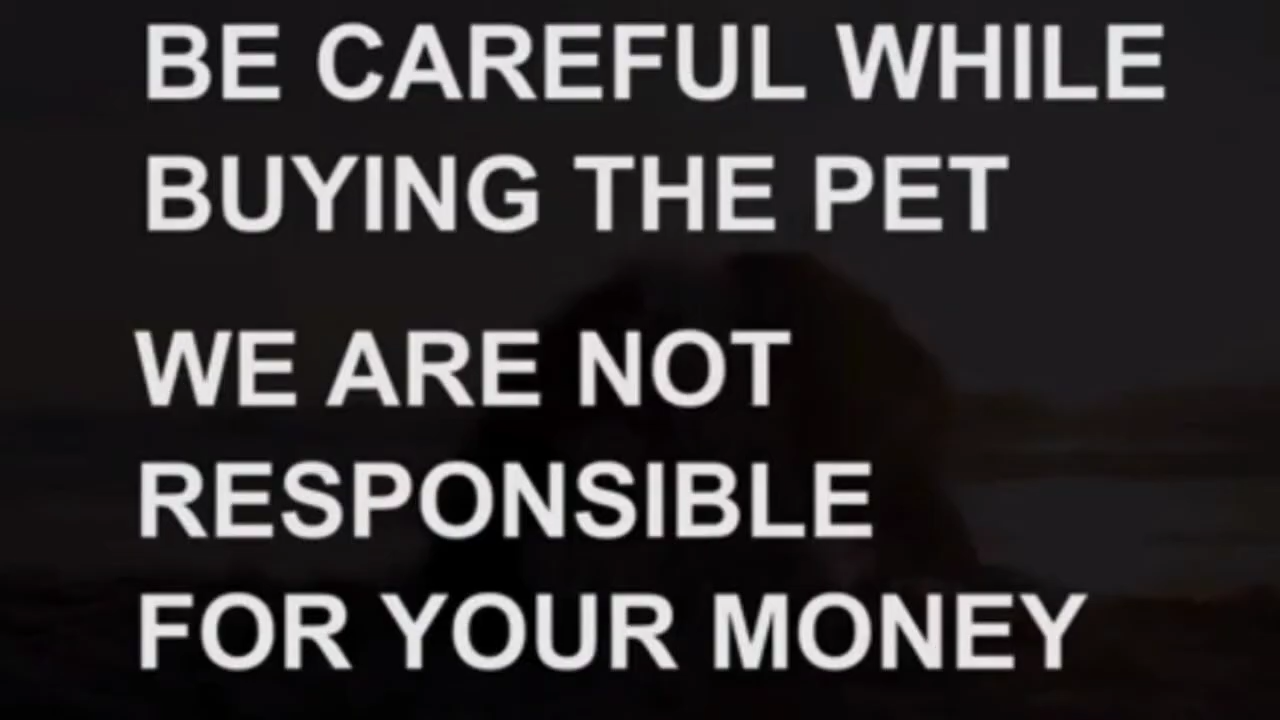 BE CAREFUL WHILE
BUYING THE PET
WE ARE NOT
RESPONSIBLE
FOR YOUR MONEY